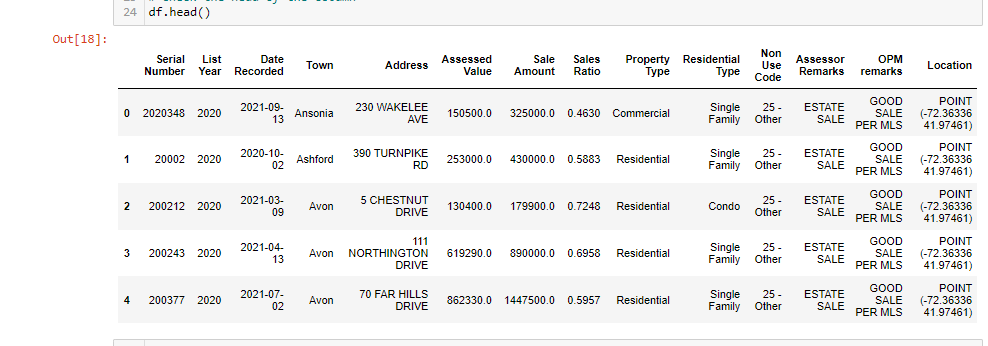 24 df.head()
Out[18]:
Serial Number List Year Date Recorded Town Address Assessed Value Sale Amount Sales Ratio Property Type Residential Type Non Use Code Assessor Remarks OPM remarks Location
0 2020348 2020 2021-09-13 Ansonia 230 WAKELEE AVE 150500.0 325000.0 0.4630 Commercial Single Family 25 - Other ESTATE SALE GOOD SALE PER MLS POINT (-72.36336 41.97461)
1 20002 2020 2020-10-02 Ashford 390 TURNPIKE RD 253000.0 430000.0 0.5883 Residential Single Family 25 - Other ESTATE SALE GOOD SALE PER MLS POINT (-72.36336 41.97461)
2 200212 2020 2021-03-09 Avon 5 CHESTNUT DRIVE 130400.0 179900.0 0.7248 Residential Condo 25 - Other ESTATE SALE GOOD SALE PER MLS POINT (-72.36336 41.97461)
3 200243 2020 2021-04-13 Avon 111 NORTHINGTON DRIVE 619290.0 890000.0 0.6958 Residential Single Family 25 - Other ESTATE SALE GOOD SALE PER MLS POINT (-72.36336 41.97461)
4 200377 2020 2021-07-02 Avon 70 FAR HILLS DRIVE 862330.0 1447500.0 0.5957 Residential Single Family 25 - Other ESTATE SALE GOOD SALE PER MLS POINT (-72.36336 41.97461)